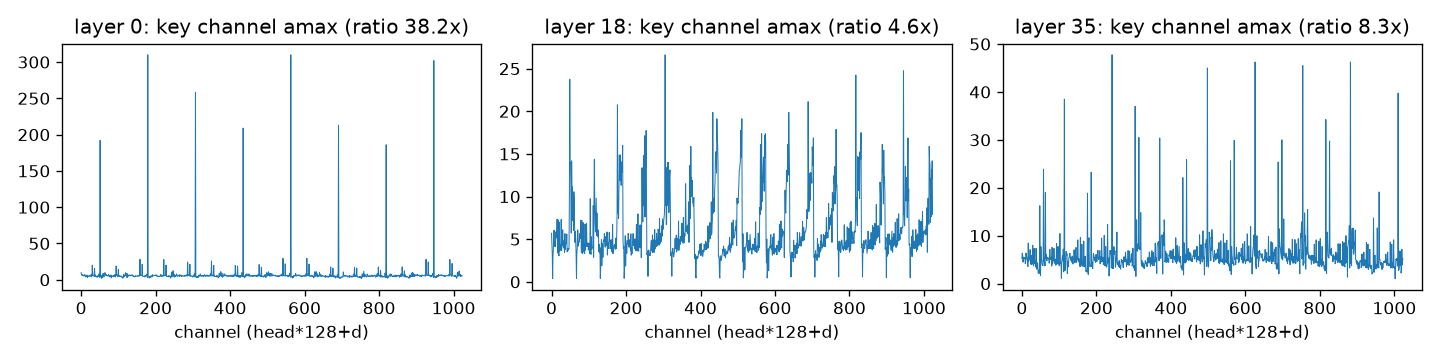 layer 0: key channel amax (ratio 38.2x)
300
250
200
150
100
50
0
0 200 400 600 800 1000
channel (head*128+d)
layer 18: key channel amax (ratio 4.6x)
25
20
15
10
5
0
0 200 400 600 800 1000
channel (head*128+d)
layer 35: key channel amax (ratio 8.3x)
50
40
30
20
10
0
0 200 400 600 800 1000
channel (head*128+d)